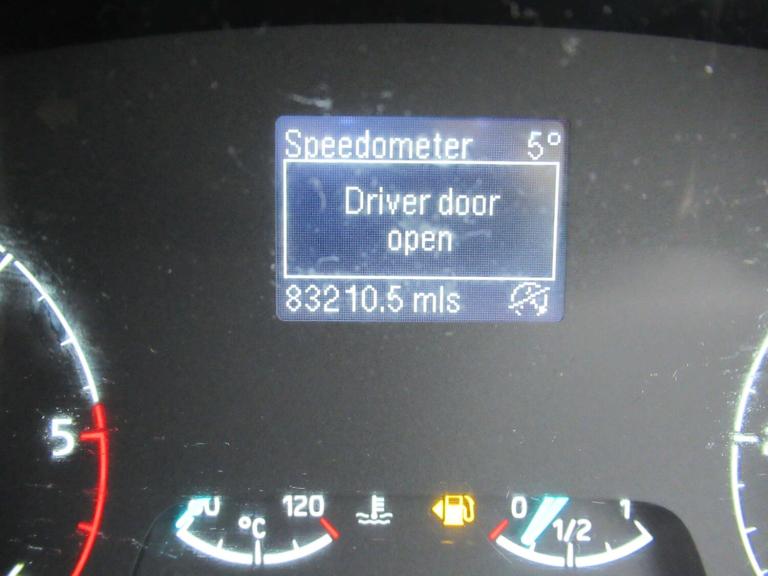 Speedometer 5°
Driver door
open
83210.5 mls
5
120 0 1
°C 1/2